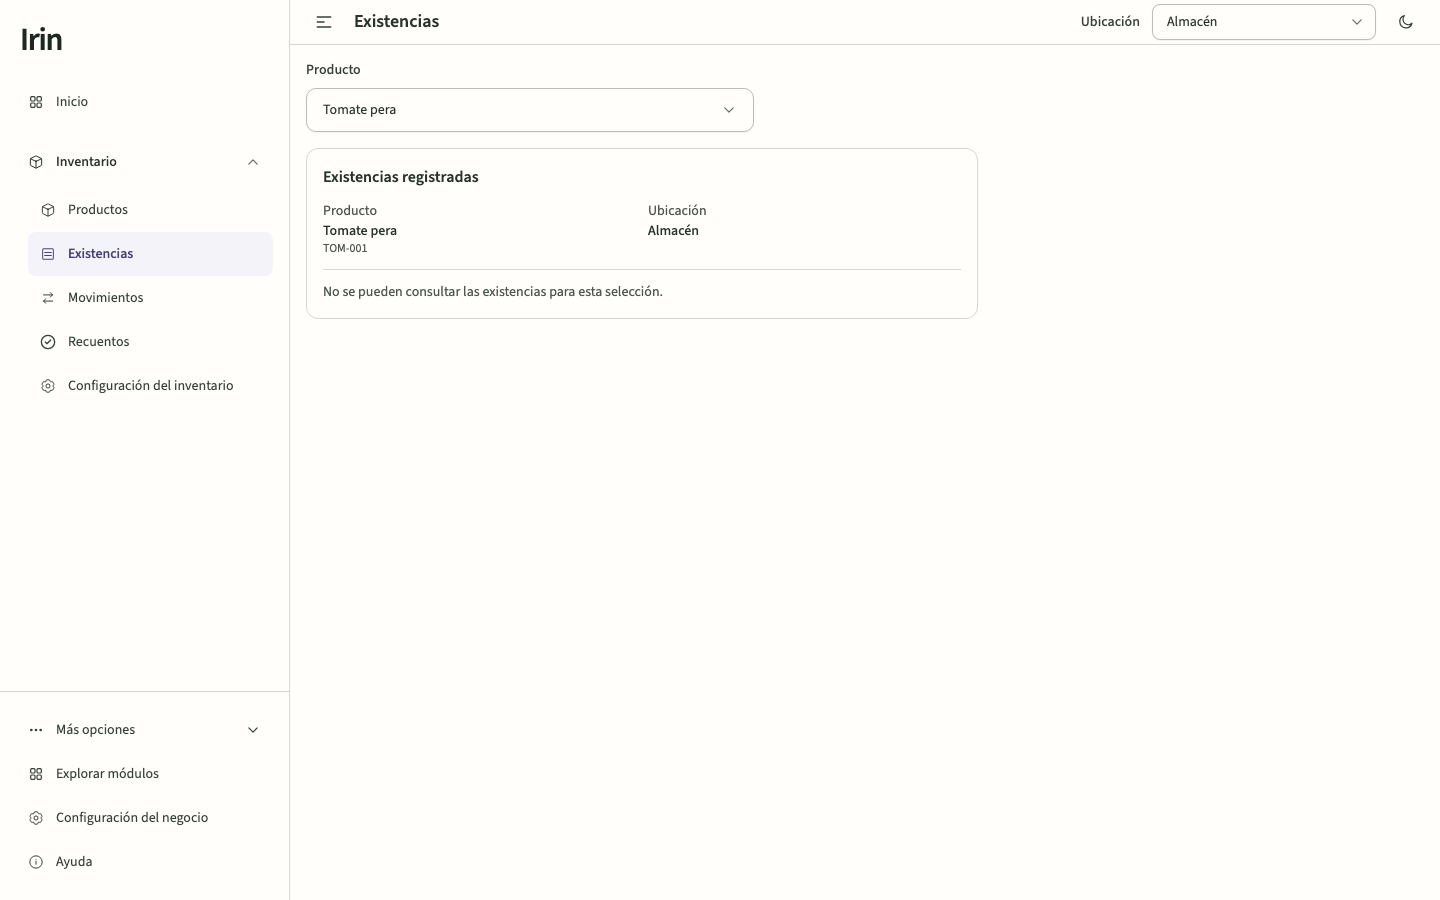 Irin
Inicio
Inventario
Productos
Existencias
Movimientos
Recuentos
Configuración del inventario
Más opciones
Explorar módulos
Configuración del negocio
Ayuda
Existencias
Ubicación
Almacén
Producto
Tomate pera
Existencias registradas
Producto
Ubicación
Tomate pera
Almacén
TOM-001
No se pueden consultar las existencias para esta selección.